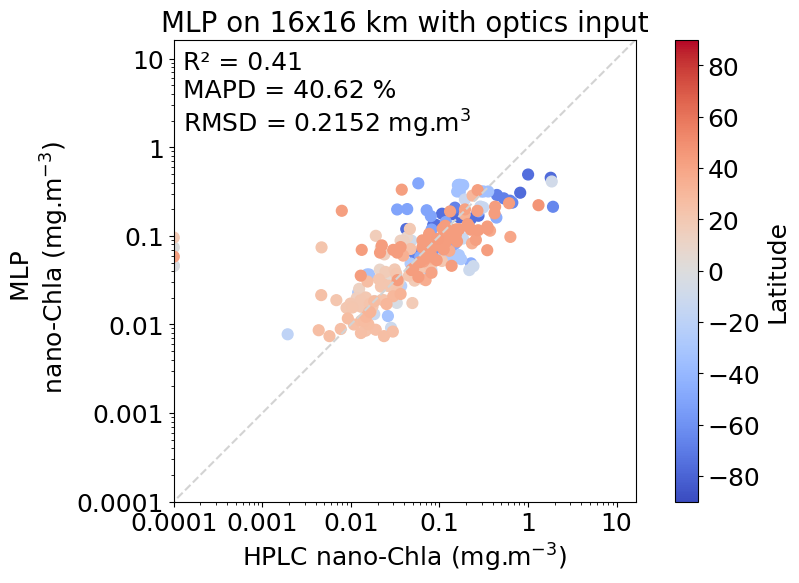 MLP on 16x16 km with optics input
R² = 0.41
MAPD = 40.62 %
RMSD = 0.2152 mg.m³
10
1
0.1
0.01
0.001
0.0001
MLP
nano-Chla (mg.m⁻³)
0.0001
0.001
0.01
0.1
1
10
HPLC nano-Chla (mg.m⁻³)
80
60
40
20
0
−20
−40
−60
−80
Latitude